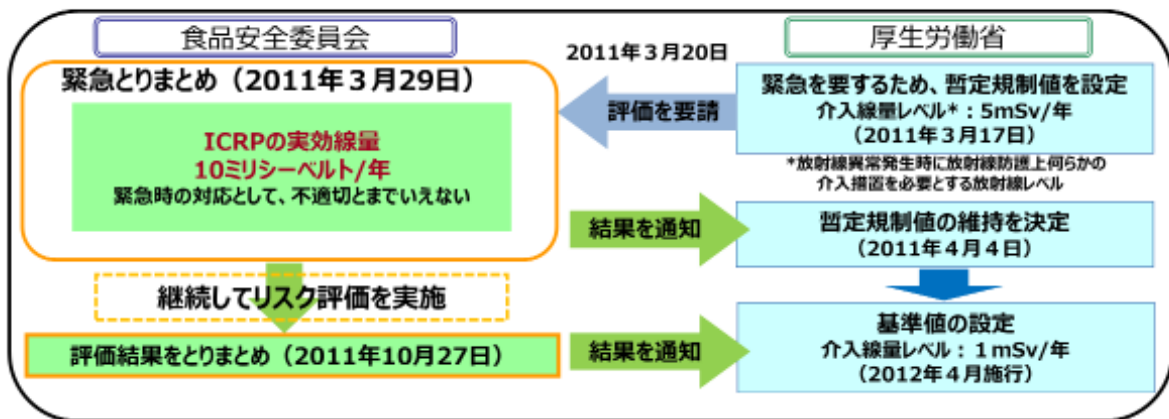 食品安全委員会
緊急とりまとめ（2011年３月29日）
ICRPの実効線量
10ミリシーベルト/年
緊急時の対応として、不適切とまでいえない
継続してリスク評価を実施
評価結果をとりまとめ（2011年10月27日）
2011年３月20日
評価を要請
結果を通知
結果を通知
厚生労働省
緊急を要するため、暫定規制値を設定
介入線量レベル*：5mSv/年
（2011年３月17日）
*放射線異常発生時に放射線防護上何らかの
介入措置を必要とする放射線レベル
暫定規制値の維持を決定
（2011年４月４日）
基準値の設定
介入線量レベル：１mSv/年
（2012年４月施行）